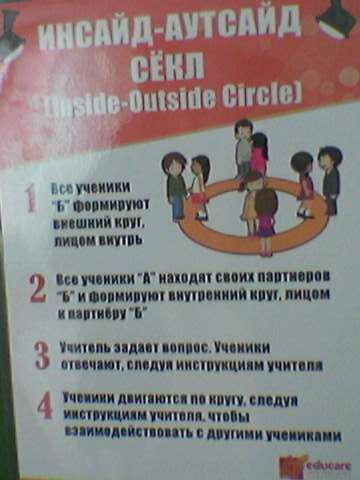 ИНСАЙД-АУТСАЙД
СЁКЛ
(Inside-Outside Circle)
1 Все ученики
"Б" формируют
внешний круг,
лицом внутрь
2 Все ученики "А" находят своих партнеров
"Б" и формируют внутренний круг, лицом
к партнёру "Б"
3 Учитель задает вопрос. Ученики
отвечают, следуя инструкциям учителя
4 Ученики двигаются по кругу, следуя
инструкциям учителя, чтобы
взаимодействовать с другими учениками
educare